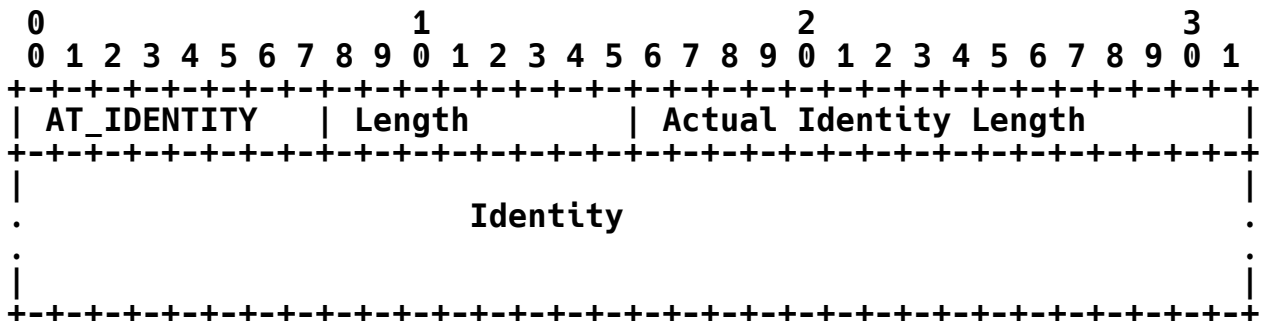 0                   1                   2                   3
 0 1 2 3 4 5 6 7 8 9 0 1 2 3 4 5 6 7 8 9 0 1 2 3 4 5 6 7 8 9 0 1
+-+-+-+-+-+-+-+-+-+-+-+-+-+-+-+-+-+-+-+-+-+-+-+-+-+-+-+-+-+-+-+-+
| AT_IDENTITY   | Length        | Actual Identity Length        |
+-+-+-+-+-+-+-+-+-+-+-+-+-+-+-+-+-+-+-+-+-+-+-+-+-+-+-+-+-+-+-+-+
|                                                               |
.                       Identity                                .
.                                                               .
|                                                               |
+-+-+-+-+-+-+-+-+-+-+-+-+-+-+-+-+-+-+-+-+-+-+-+-+-+-+-+-+-+-+-+-+